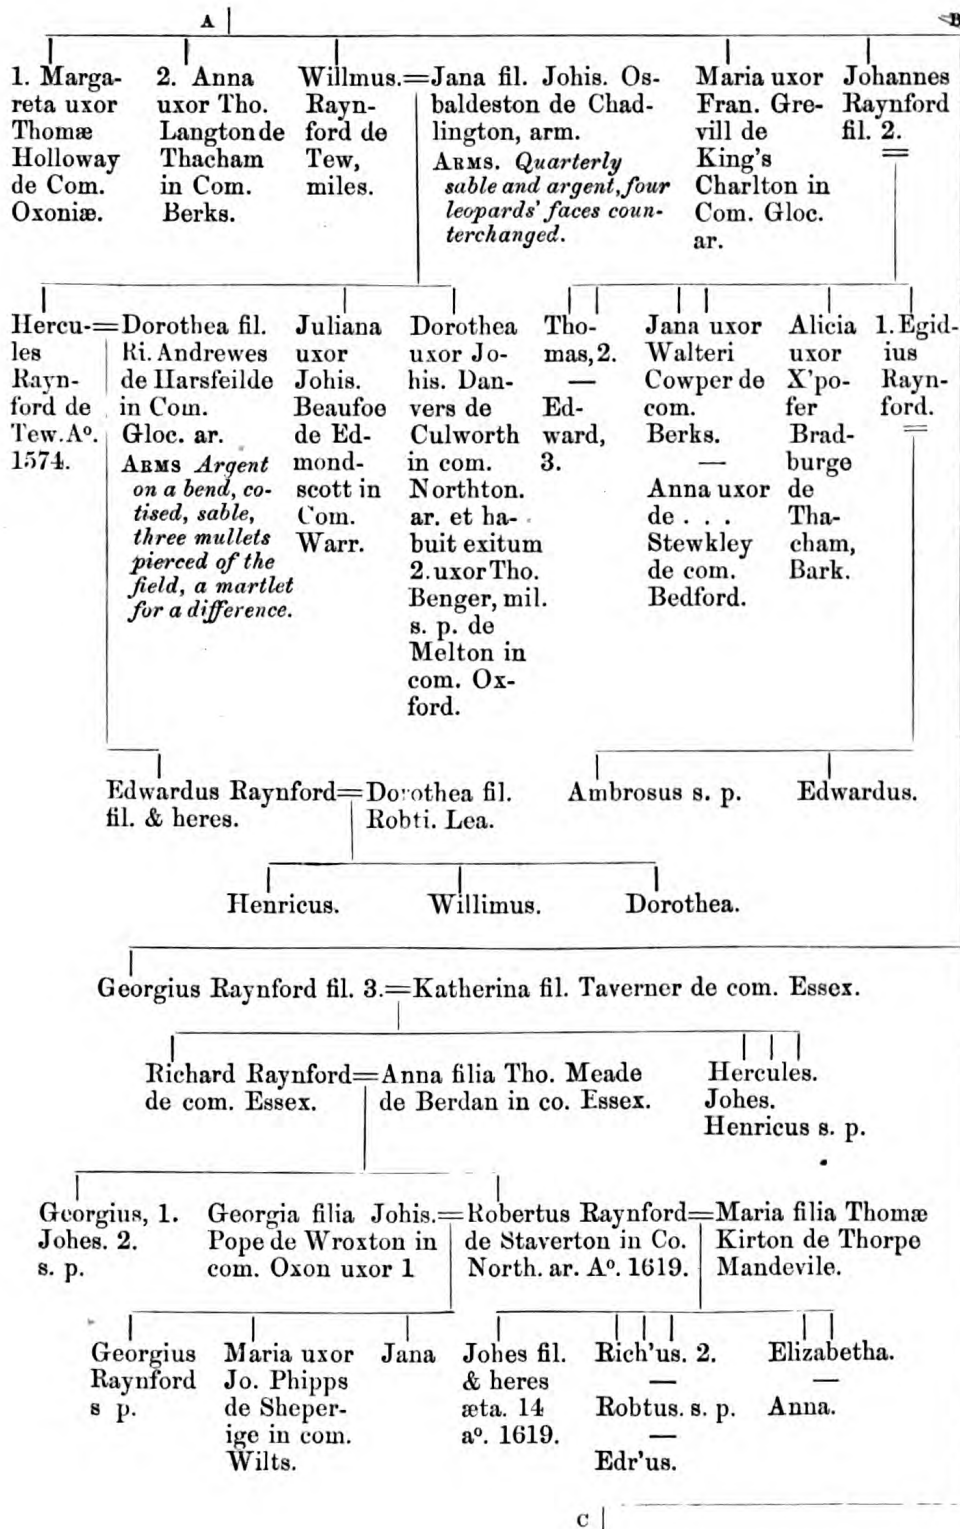 A B
1. Marga-
reta uxor
Thomæ
Holloway
de Com.
Oxoniæ.
2. Anna
uxor Tho.
Langton de
Thacham
in Com.
Berks.
Willmus.=
Rayn-
ford de
Tew,
miles.
Jana fil. Johis. Os-
baldeston de Chad-
lington, arm.
ARMS. Quarterly
sable and argent, four
leopards' faces coun-
terchanged.
Maria uxor
Fran. Gre-
vill de
King's
Charlton in
Com. Gloc.
ar.
Johannes
Raynford
fil. 2.
=
Hercu-=
les
Rayn-
ford de
Tew. Aº.
1574.
Dorothea fil.
Ri. Andrewes
de Harsfeilde
in Com.
Gloc. ar.
ARMS Argent
on a bend, co-
tised, sable,
three mullets
pierced of the
field, a martlet
for a difference.
Juliana
uxor
Johis.
Beaufoe
de Ed-
mond-
scott in
Com.
Warr.
Dorothea
uxor Jo-
his. Dan-
vers de
Culworth
in com.
Northton.
ar. et ha-
buit exitum
2. uxor Tho.
Benger, mil.
s. p. de
Melton in
com. Ox-
ford.
Tho-
mas, 2.
—
Ed-
ward,
3.
Jana uxor
Walteri
Cowper de
com.
Berks.
—
Anna uxor
de . . .
Stewkley
de com.
Bedford.
Alicia
uxor
X'po-
fer
Brad-
burge
de
Tha-
cham,
Bark.
1. Egid-
ius
Rayn-
ford.
=
Edwardus Raynford=Dorothea fil.
fil. & heres. Robti. Lea.
Ambrosus s. p. Edwardus.
Henricus. Willimus. Dorothea.
Georgius Raynford fil. 3.=Katherina fil. Taverner de com. Essex.
Richard Raynford=Anna filia Tho. Meade
de com. Essex. de Berdan in co. Essex.
Hercules.
Johes.
Henricus s. p.
Georgius, 1.
Johes. 2.
s. p.
Georgia filia Johis.=
Pope de Wroxton in
com. Oxon uxor 1
Robertus Raynford=
de Staverton in Co.
North. ar. Aº. 1619.
Maria filia Thomæ
Kirton de Thorpe
Mandevile.
Georgius
Raynford
s p.
Maria uxor
Jo. Phipps
de Sheper-
ige in com.
Wilts.
Jana
Johes fil.
& heres
æta. 14
aº. 1619.
Rich'us. 2.
—
Robtus. s. p.
—
Edr'us.
Elizabetha.
—
Anna.
C